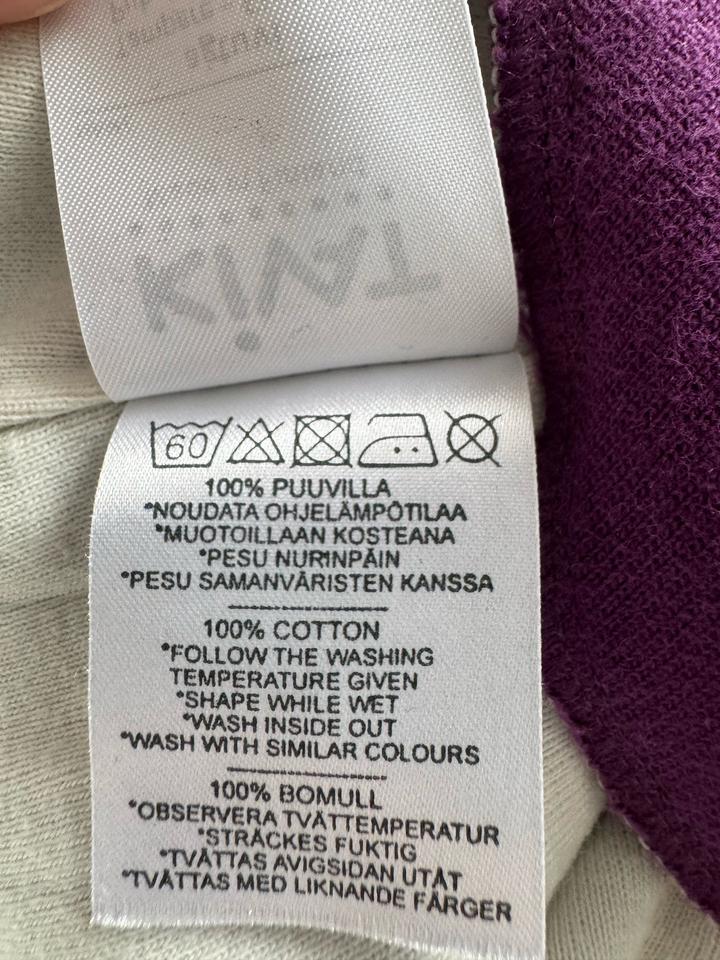 TAVIK
60
100% PUUVILLA
*NOUDATA OHJELÄMPÖTILAA
*MUOTOILLAAN KOSTEANA
*PESU NURINPÄIN
*PESU SAMANVÄRISTEN KANSSA
100% COTTON
*FOLLOW THE WASHING
TEMPERATURE GIVEN
*SHAPE WHILE WET
*WASH INSIDE OUT
*WASH WITH SIMILAR COLOURS
100% BOMULL
*OBSERVERA TVÄTTEMPERATUR
*STRÄCKES FUKTIG
*TVÄTTAS AVIGSIDAN UTÅT
*TVÄTTAS MED LIKNANDE FÄRGER